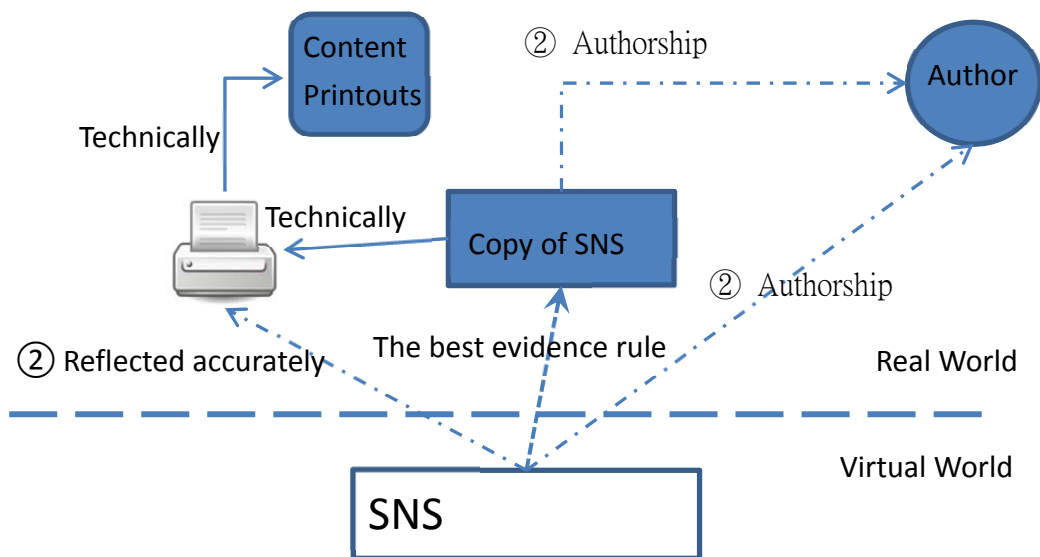 Content
Printouts
② Authorship
Author
Technically
Technically
Copy of SNS
② Authorship
The best evidence rule
② Reflected accurately
Real World
Virtual World
SNS